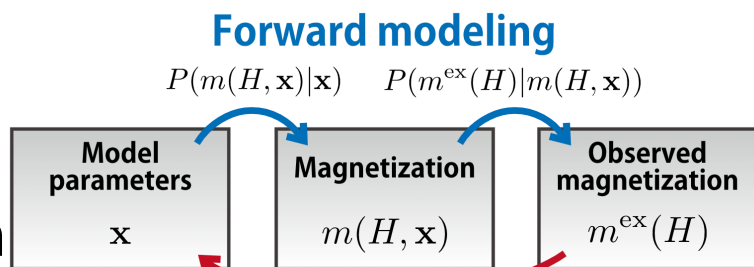 Forward modeling
P(m(H, x)|x) P(m^ex(H)|m(H, x))
Model parameters
Magnetization
Observed magnetization
x
m(H, x)
m^ex(H)